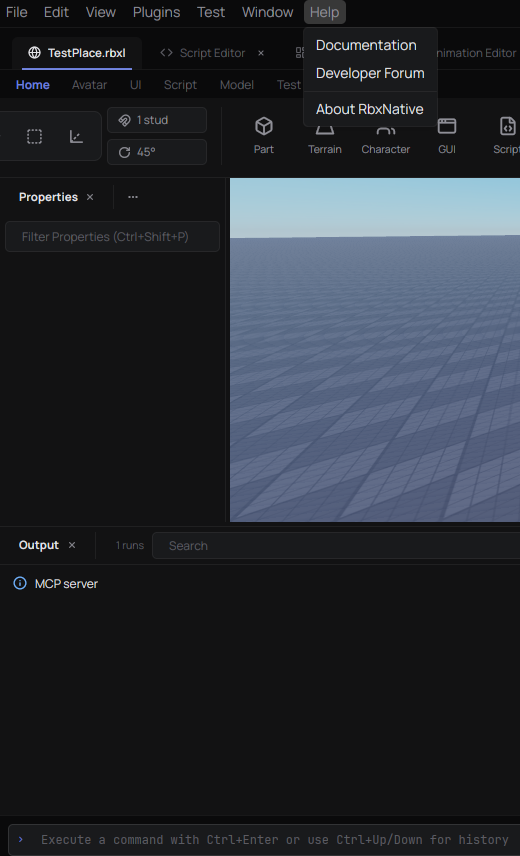 File Edit View Plugins Test Window Help
Documentation
Developer Forum
About RbxNative
TestPlace.rbxl Script Editor × nimation Editor
Home Avatar UI Script Model Test
1 stud
45°
Part Terrain Character GUI Script
Properties × ···
Filter Properties (Ctrl+Shift+P)
Output × 1 runs Search
MCP server
› Execute a command with Ctrl+Enter or use Ctrl+Up/Down for history